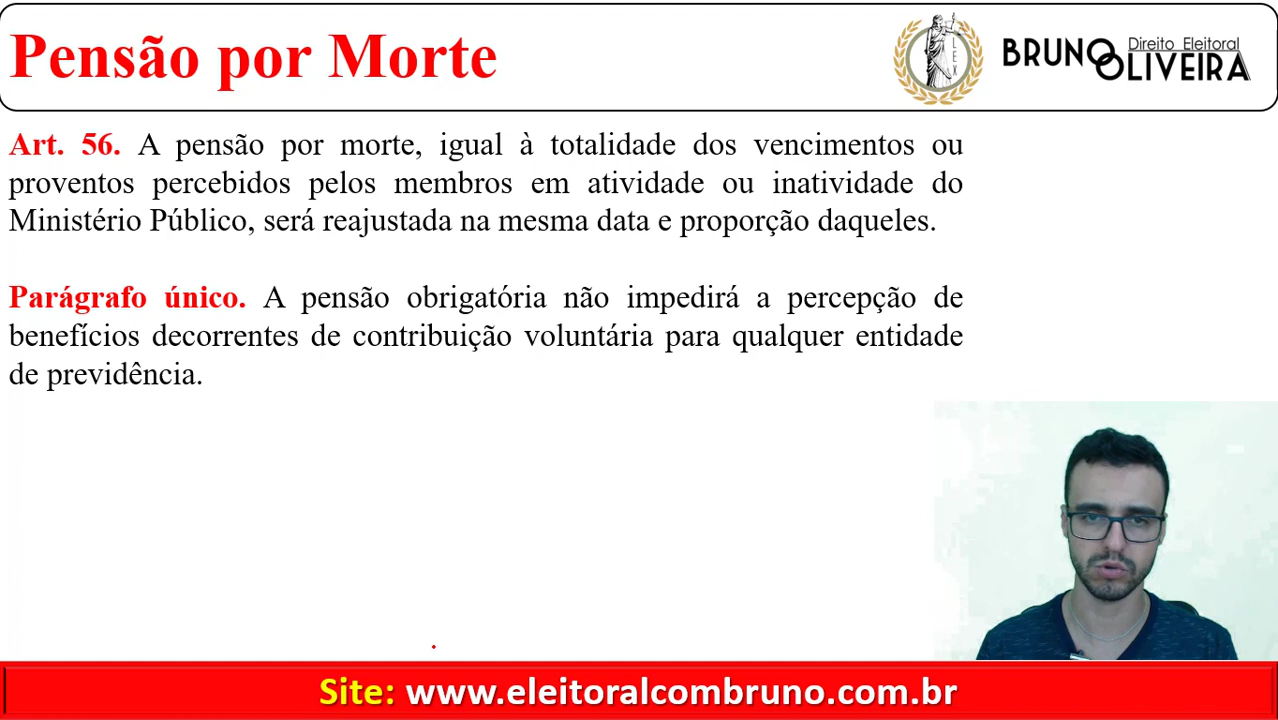 Pensão por Morte
BRUNO Direito Eleitoral
OLIVEIRA
LEX
Art. 56. A pensão por morte, igual à totalidade dos vencimentos ou
proventos percebidos pelos membros em atividade ou inatividade do
Ministério Público, será reajustada na mesma data e proporção daqueles.
Parágrafo único. A pensão obrigatória não impedirá a percepção de
benefícios decorrentes de contribuição voluntária para qualquer entidade
de previdência.
Site: www.eleitoralcombruno.com.br